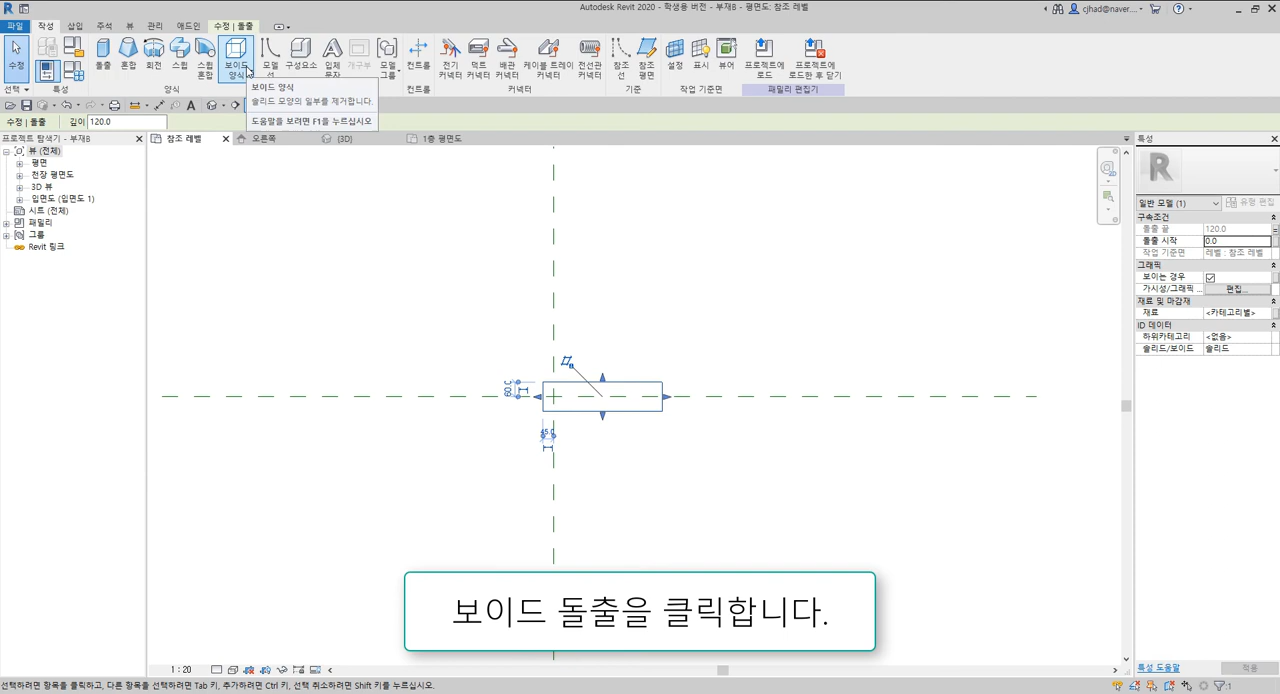 Autodesk Revit 2020 - 학생용 버전 - 부재B - 평면도: 참조 레벨
cjhad@naver....
파일 작성 삽입 주석 뷰 관리 애드인 수정 | 돌출
수정 돌출 혼합 회전 스윕 스윕 혼합 보이드 양식 모델 선 구성요소 입체 문자 개구부 모델 그룹 컨트롤 전기 커넥터 덕트 커넥터 배관 커넥터 케이블 트레이 커넥터 전선관 커넥터 참조 선 참조 평면 설정 표시 뷰어 프로젝트에 로드 프로젝트에 로드한 후 닫기
선택 특성 양식 컨트롤 커넥터 기준 작업 기준면 패밀리 편집기
보이드 양식
솔리드 모양의 일부를 제거합니다.
도움말을 보려면 F1을 누르십시오
수정 | 돌출 깊이 120.0
프로젝트 탐색기 - 부재B
참조 레벨 오른쪽 (3D) 1층 평면도
뷰 (전체)
평면
천장 평면도
3D 뷰
입면도 (입면도 1)
시트 (전체)
패밀리
그룹
Revit 링크
60.0
45.0
2D
특성
R
일반 모델 (1) 유형 편집
구속조건
돌출 끝 120.0
돌출 시작 0.0
작업 기준면 레벨 : 참조 레벨
그래픽
보이는 경우
가시성/그래픽 ... 편집...
재료 및 마감재
재료 <카테고리별>
ID 데이터
하위카테고리 <없음>
솔리드/보이드 솔리드
특성 도움말 적용
보이드 돌출을 클릭합니다.
1 : 20
선택하려면 항목을 클릭하고, 다른 항목을 선택하려면 Tab 키, 추가하려면 Ctrl 키, 선택 취소하려면 Shift 키를 누르십시오.
:1